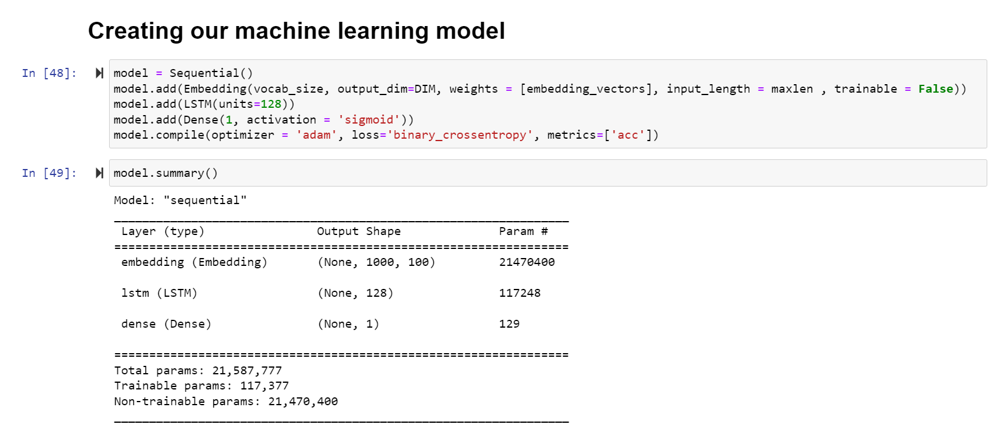 Creating our machine learning model
In [48]:
model = Sequential()
model.add(Embedding(vocab_size, output_dim=DIM, weights = [embedding_vectors], input_length = maxlen , trainable = False))
model.add(LSTM(units=128))
model.add(Dense(1, activation = 'sigmoid'))
model.compile(optimizer = 'adam', loss='binary_crossentropy', metrics=['acc'])
In [49]:
model.summary()
Model: "sequential"
_________________________________________________________________
Layer (type) Output Shape Param #
=================================================================
embedding (Embedding) (None, 1000, 100) 21470400
lstm (LSTM) (None, 128) 117248
dense (Dense) (None, 1) 129
=================================================================
Total params: 21,587,777
Trainable params: 117,377
Non-trainable params: 21,470,400
_________________________________________________________________